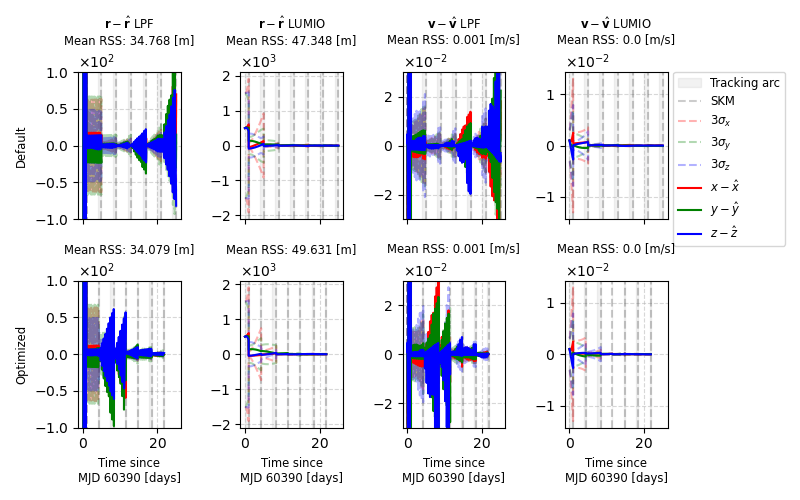 r − r̂ LPF
Mean RSS: 34.768 [m]
r − r̂ LUMIO
Mean RSS: 47.348 [m]
v − v̂ LPF
Mean RSS: 0.001 [m/s]
v − v̂ LUMIO
Mean RSS: 0.0 [m/s]
×10²
×10³
×10⁻²
×10⁻²
Default
1.0
0.5
0.0
−0.5
−1.0
2
1
0
−1
−2
2
0
−2
1
0
−1
Tracking arc
SKM
3σₓ
3σ_y
3σ_z
x − x̂
y − ŷ
z − ẑ
Mean RSS: 34.079 [m]
Mean RSS: 49.631 [m]
Mean RSS: 0.001 [m/s]
Mean RSS: 0.0 [m/s]
×10²
×10³
×10⁻²
×10⁻²
Optimized
1.0
0.5
0.0
−0.5
−1.0
2
1
0
−1
−2
2
0
−2
1
0
−1
0 20
0 20
0 20
0 20
Time since
MJD 60390 [days]
Time since
MJD 60390 [days]
Time since
MJD 60390 [days]
Time since
MJD 60390 [days]